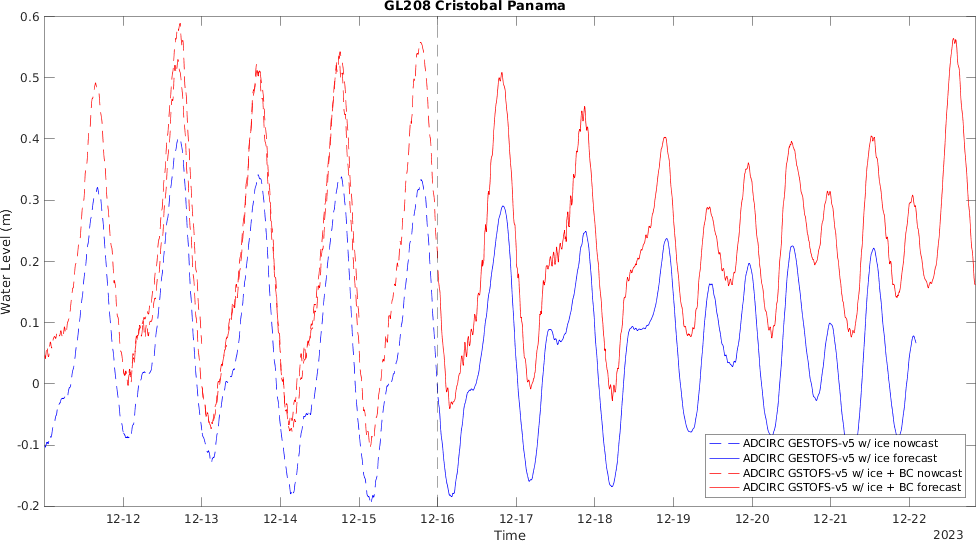 GL208 Cristobal Panama
0.6
0.5
0.4
0.3
0.2
0.1
0
-0.1
-0.2
Water Level (m)
ADCIRC GESTOFS-v5 w/ ice nowcast
ADCIRC GESTOFS-v5 w/ ice forecast
ADCIRC GSTOFS-v5 w/ ice + BC nowcast
ADCIRC GSTOFS-v5 w/ ice + BC forecast
12-12 12-13 12-14 12-15 12-16 12-17 12-18 12-19 12-20 12-21 12-22
Time
2023